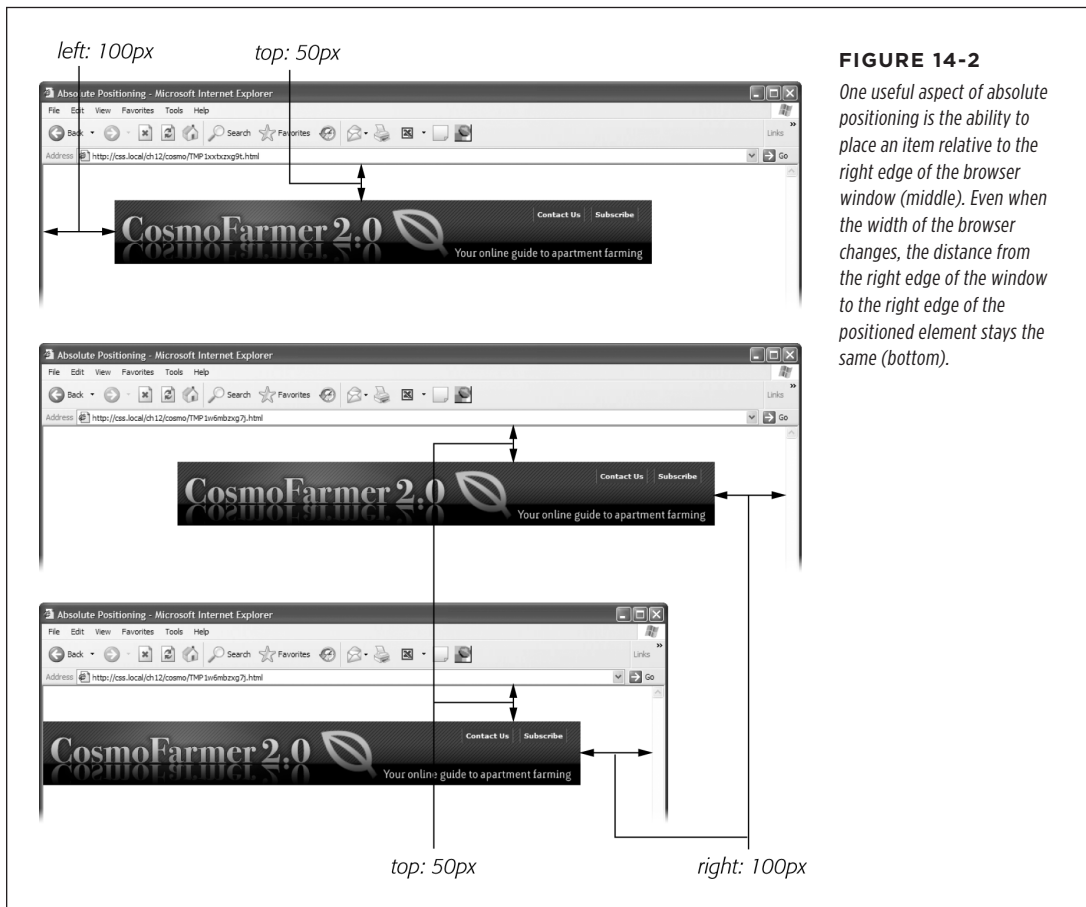 left: 100px
top: 50px
Absolute Positioning - Microsoft Internet Explorer
File Edit View Favorites Tools Help
Back Search Favorites Links
Address http://css.local/ch12/cosmo/TMP1xxtxzxg9t.html Go
CosmoFarmer 2.0
Contact Us Subscribe
Your online guide to apartment farming
Absolute Positioning - Microsoft Internet Explorer
File Edit View Favorites Tools Help
Back Search Favorites Links
Address http://css.local/ch12/cosmo/TMP1w6mbzxg7j.html Go
CosmoFarmer 2.0
Contact Us Subscribe
Your online guide to apartment farming
Absolute Positioning - Microsoft Internet Explorer
File Edit View Favorites Tools Help
Back Search Favorites Links
Address http://css.local/ch12/cosmo/TMP1w6mbzxg7j.html Go
CosmoFarmer 2.0
Contact Us Subscribe
Your online guide to apartment farming
top: 50px
right: 100px
FIGURE 14-2
One useful aspect of absolute
positioning is the ability to
place an item relative to the
right edge of the browser
window (middle). Even when
the width of the browser
changes, the distance from
the right edge of the window
to the right edge of the
positioned element stays the
same (bottom).